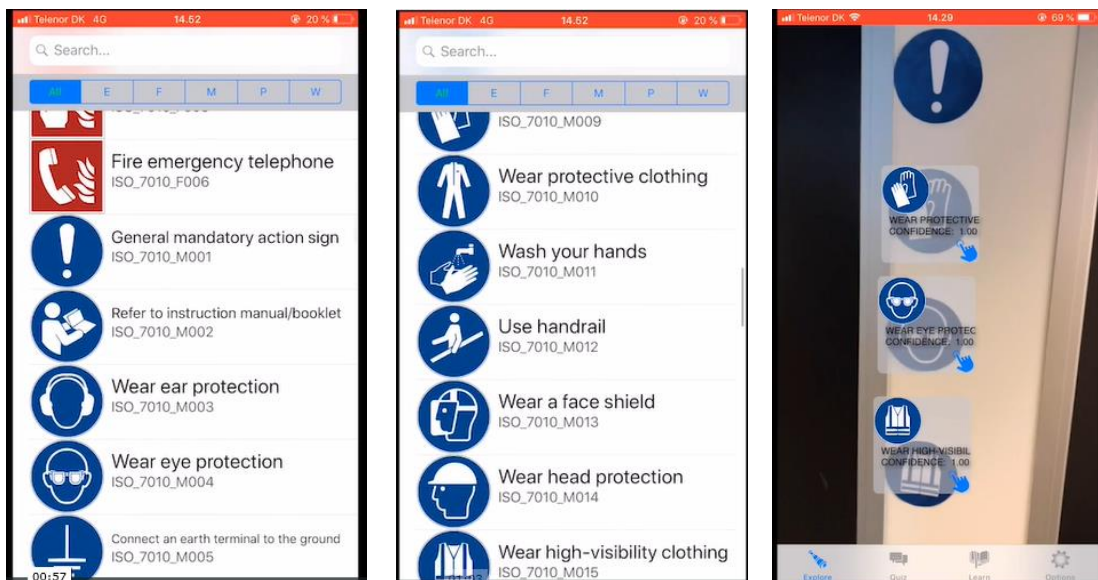 Telenor DK 4G 14.52 20 %
Search...
All E F M P W
Fire emergency telephone
ISO_7010_F006
General mandatory action sign
ISO_7010_M001
Refer to instruction manual/booklet
ISO_7010_M002
Wear ear protection
ISO_7010_M003
Wear eye protection
ISO_7010_M004
Connect an earth terminal to the ground
ISO_7010_M005
00:57
Telenor DK 4G 14.52 20 %
Search...
All E F M P W
ISO_7010_M009
Wear protective clothing
ISO_7010_M010
Wash your hands
ISO_7010_M011
Use handrail
ISO_7010_M012
Wear a face shield
ISO_7010_M013
Wear head protection
ISO_7010_M014
Wear high-visibility clothing
ISO_7010_M015
Telenor DK 14.29 69 %
WEAR PROTECTIVE
CONFIDENCE: 1.00
WEAR EYE PROTEC
CONFIDENCE: 1.00
WEAR HIGH-VISIBIL
CONFIDENCE: 1.00
Explore Quiz Learn Options